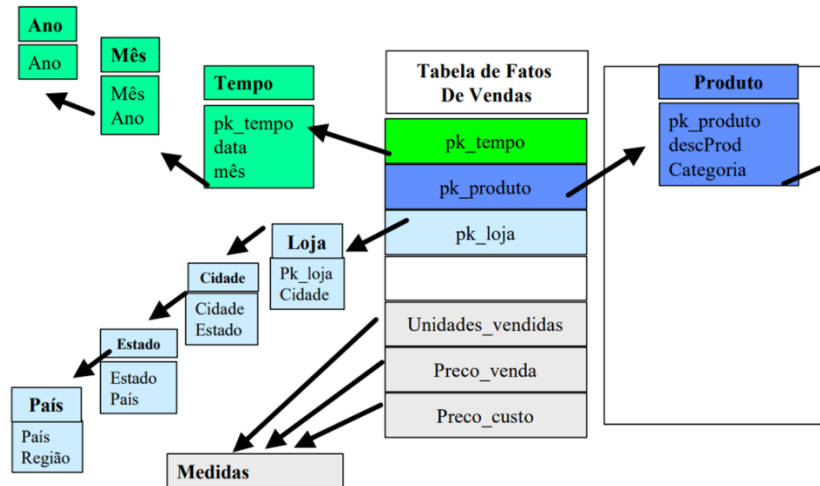 Ano
Ano
Mês
Mês
Ano
Tempo
pk_tempo
data
mês
Tabela de Fatos
De Vendas
pk_tempo
pk_produto
pk_loja
Unidades_vendidas
Preco_venda
Preco_custo
Produto
pk_produto
descProd
Categoria
Loja
Pk_loja
Cidade
Cidade
Cidade
Estado
Estado
Estado
País
País
País
Região
Medidas